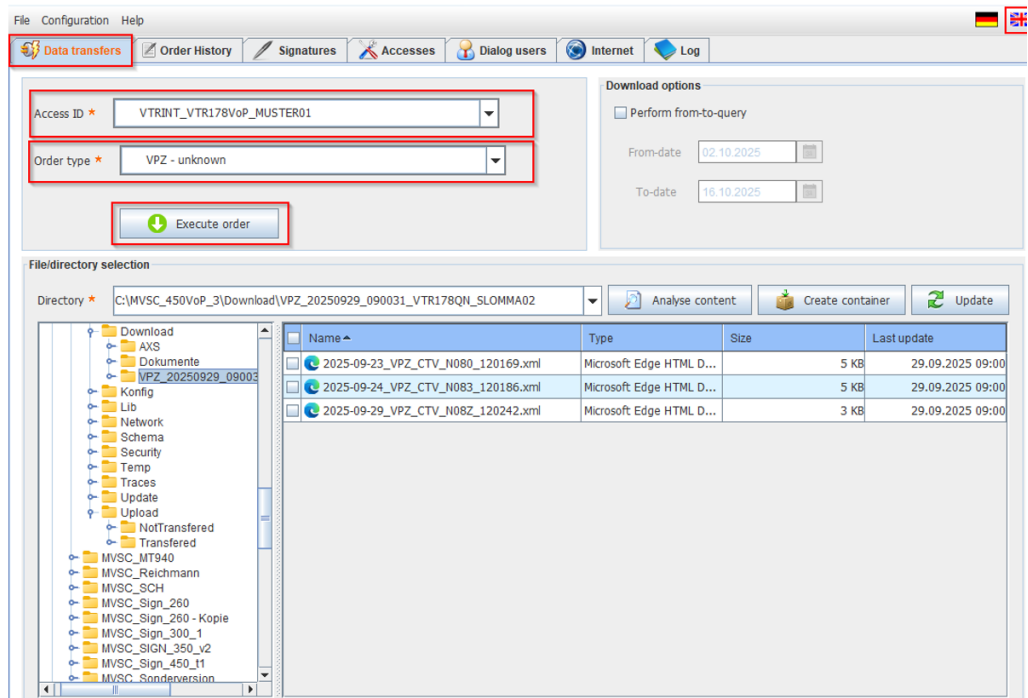 File Configuration Help
Data transfers Order History Signatures Accesses Dialog users Internet Log
Access ID * VTRINT_VTR178VoP_MUSTER01
Order type * VPZ - unknown
Execute order
Download options
Perform from-to-query
From-date 02.10.2025
To-date 16.10.2025
File/directory selection
Directory * C:\MVSC_450VoP_3\Download\VPZ_20250929_090031_VTR178QN_SLOMMA02 Analyse content Create container Update
Download
AXS
Dokumente
VPZ_20250929_09003
Konfig
Lib
Network
Schema
Security
Temp
Traces
Update
Upload
NotTransfered
Transfered
MVSC_MT940
MVSC_Reichmann
MVSC_SCH
MVSC_Sign_260
MVSC_Sign_260 - Kopie
MVSC_Sign_300_1
MVSC_SIGN_350_v2
MVSC_Sign_450_t1
MVSC_Sonderversion
Name Type Size Last update
2025-09-23_VPZ_CTV_N080_120169.xml Microsoft Edge HTML D... 5 KB 29.09.2025 09:00
2025-09-24_VPZ_CTV_N083_120186.xml Microsoft Edge HTML D... 5 KB 29.09.2025 09:00
2025-09-29_VPZ_CTV_N08Z_120242.xml Microsoft Edge HTML D... 3 KB 29.09.2025 09:00